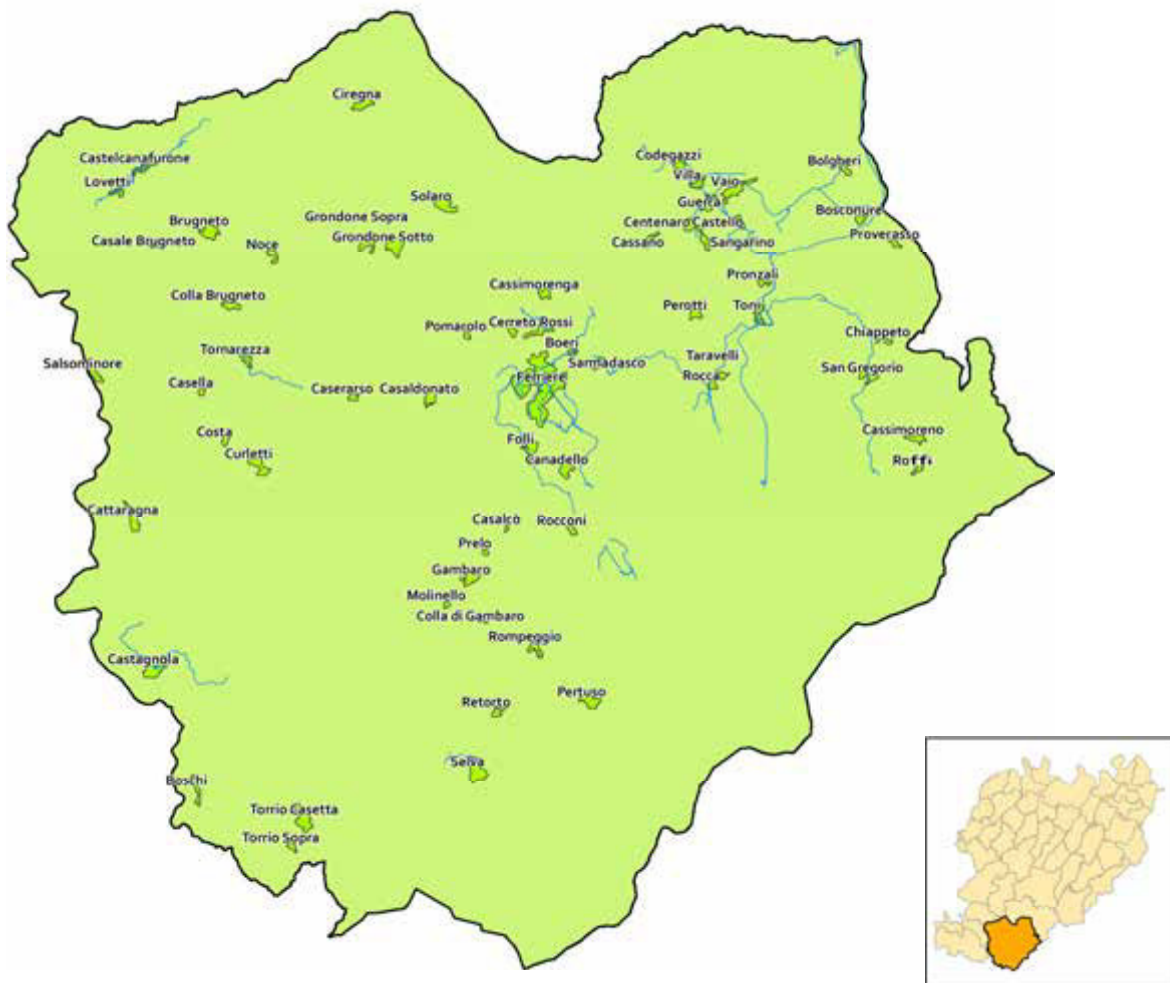 Ciregna
Castelcanafurone
Codegazzi
Bolgheri
Lovetti
Villa
Vaio
Solaro
Guerra
Grondone Sopra
Brugneto
Centenaro Castello
Bosconure
Casale Brugneto
Noce
Grondone Sotto
Cassano
Sangarino
Proverasso
Pronzali
Cassimorenga
Colla Brugneto
Perotti
Tonii
Pomarolo
Cerreto Rossi
Chiappeto
Boeri
Tornarezza
Salsominore
Sarmadasco
Taravelli
Ferriere
Rocca
San Gregorio
Casella
Caserarso
Casaldonato
Costa
Cassimoreno
Folli
Curletti
Canadello
Roffi
Cattaragna
Casalcò
Rocconi
Prelo
Gambaro
Molinello
Colla di Gambaro
Rompeggio
Castagnola
Pertuso
Retorto
Selva
Boschi
Torrio Casetta
Torrio Sopra